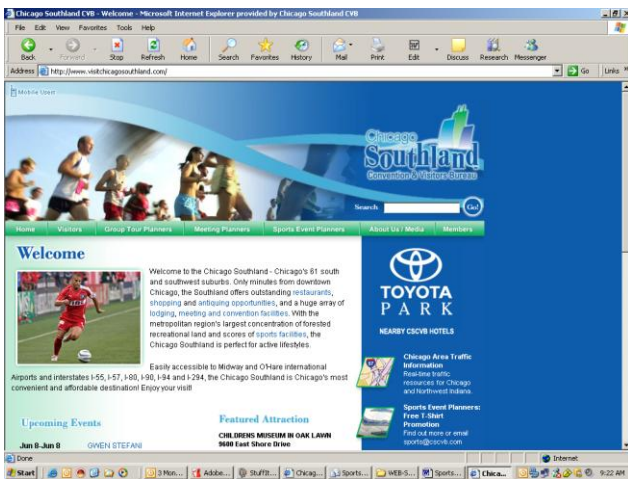 Chicago Southland CVB - Welcome - Microsoft Internet Explorer provided by Chicago Southland CVB
File Edit View Favorites Tools Help
Back Forward Stop Refresh Home Search Favorites History Mail Print Edit Discuss Research Messenger
Address http://www.visitchicagosouthland.com/ Go Links
Mobile Users
Chicago
Southland
Convention & Visitors Bureau
Search Go!
Home Visitors Group Tour Planners Meeting Planners Sports Event Planners About Us / Media Members
Welcome
Welcome to the Chicago Southland - Chicago's 61 south
and southwest suburbs. Only minutes from downtown
Chicago, the Southland offers outstanding restaurants,
shopping and antiquing opportunities, and a huge array of
lodging, meeting and convention facilities. With the
metropolitan region's largest concentration of forested
recreational land and scores of sports facilities, the
Chicago Southland is perfect for active lifestyles.
Easily accessible to Midway and O'Hare international
Airports and interstates I-55, I-57, I-80, I-90, I-94 and I-294, the Chicago Southland is Chicago's most
convenient and affordable destination! Enjoy your visit!
Upcoming Events
Jun 8-Jun 8 GWEN STEFANI
Featured Attraction
CHILDRENS MUSEUM IN OAK LAWN
9600 East Shore Drive
TOYOTA
PARK
NEARBY CSCVB HOTELS
Chicago Area Traffic
Information
Real-time traffic
resources for Chicago
and Northwest Indiana.
Sports Event Planners:
Free T-Shirt
Promotion
Find out more or email
sports@cscvb.com
Done Internet
Start 3 Mon... Adobe... StuffIt... Chicag... Sports... WEB-S... Sports... Chica... 9:22 AM